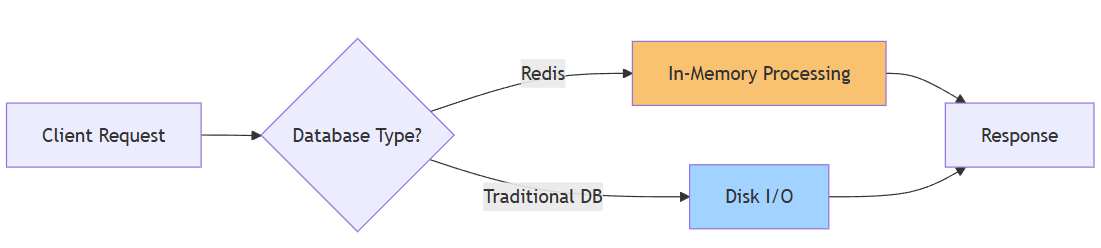 Client Request
Database Type?
Redis
In-Memory Processing
Traditional DB
Disk I/O
Response